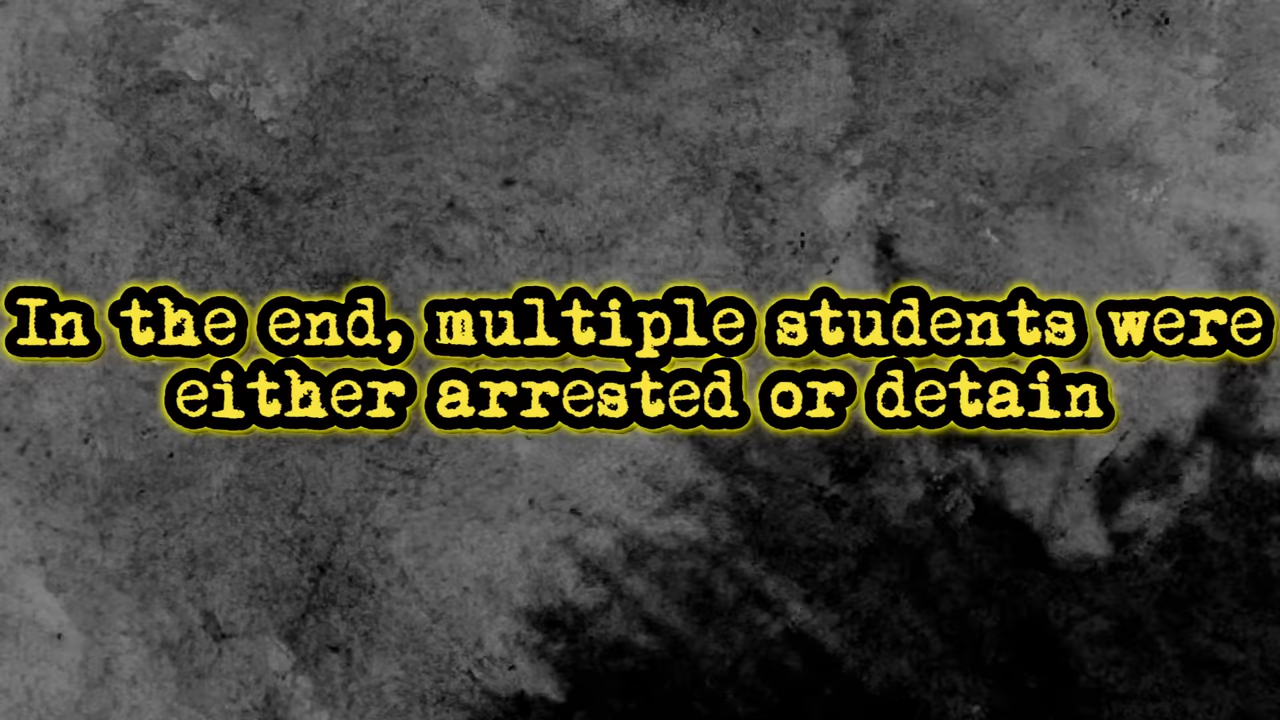 In the end, multiple students were
either arrested or detain